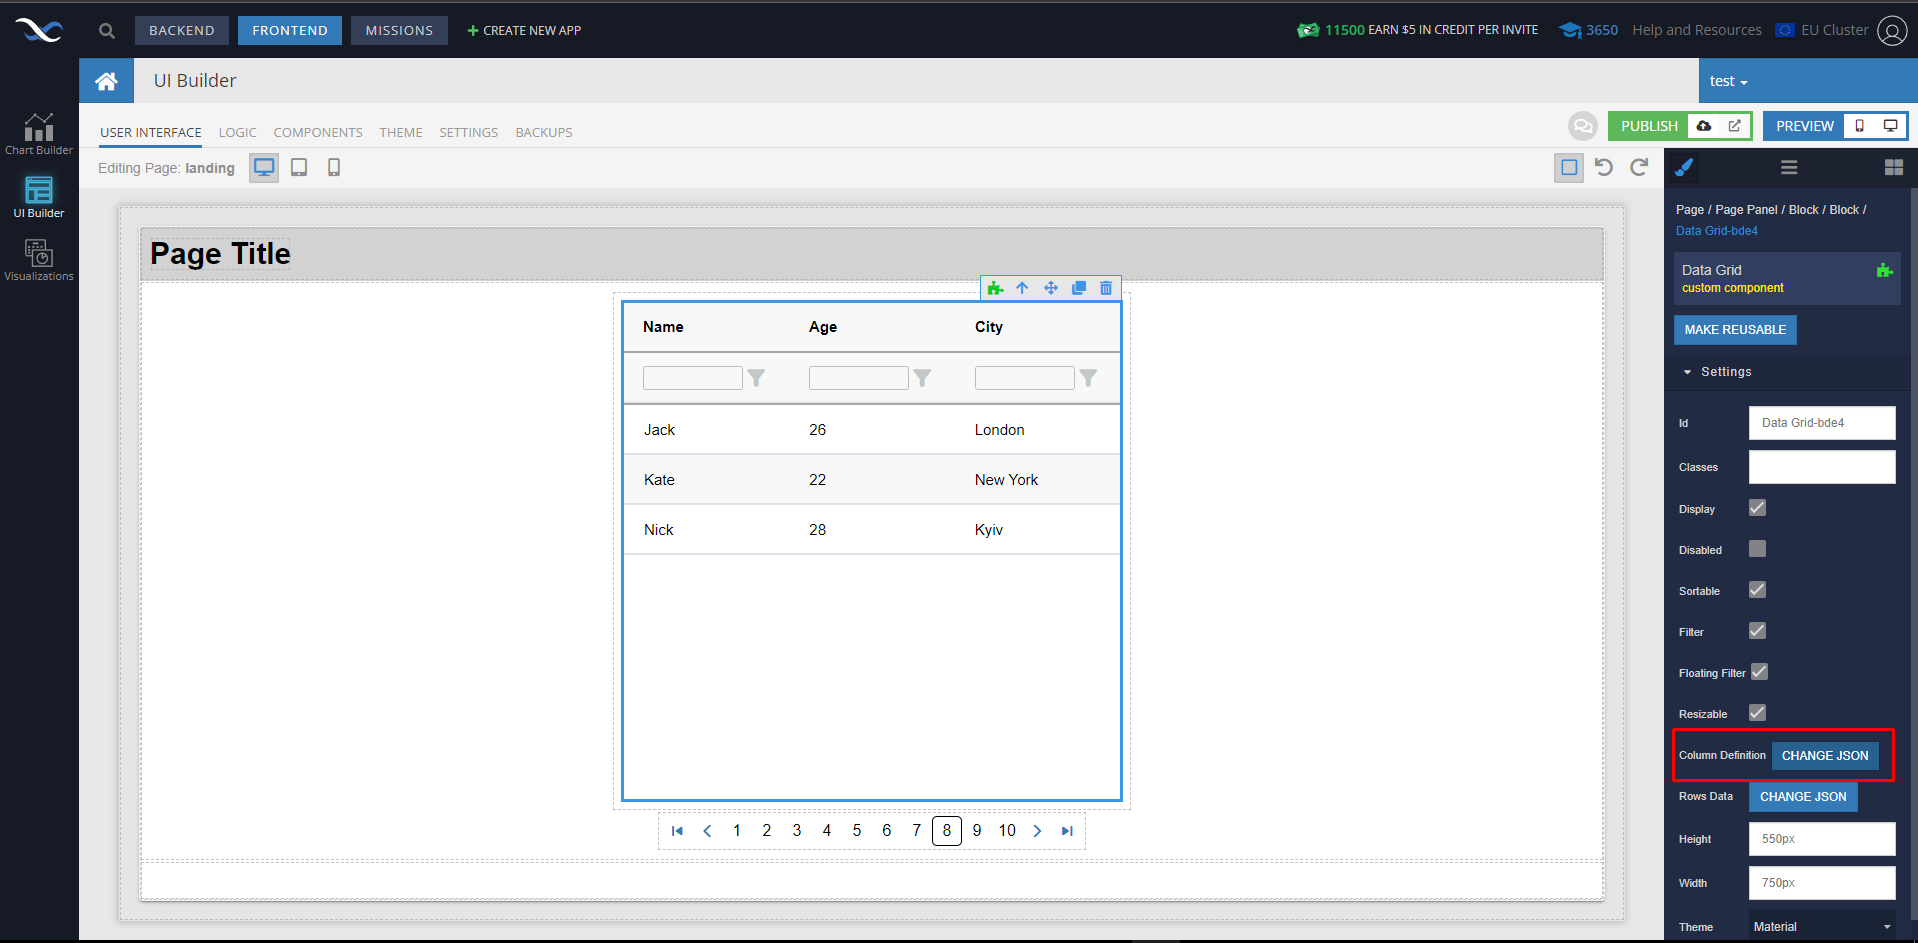 BACKEND FRONTEND MISSIONS + CREATE NEW APP 11500 EARN $5 IN CREDIT PER INVITE 3650 Help and Resources EU Cluster
UI Builder test
USER INTERFACE LOGIC COMPONENTS THEME SETTINGS BACKUPS PUBLISH PREVIEW
Editing Page: landing
Chart Builder
UI Builder
Visualizations
Page Title
Name Age City
Jack 26 London
Kate 22 New York
Nick 28 Kyiv
1 2 3 4 5 6 7 8 9 10
Page / Page Panel / Block / Block /
Data Grid-bde4
Data Grid
custom component
MAKE REUSABLE
Settings
Id Data Grid-bde4
Classes
Display
Disabled
Sortable
Filter
Floating Filter
Resizable
Column Definition CHANGE JSON
Rows Data CHANGE JSON
Height 550px
Width 750px
Theme Material